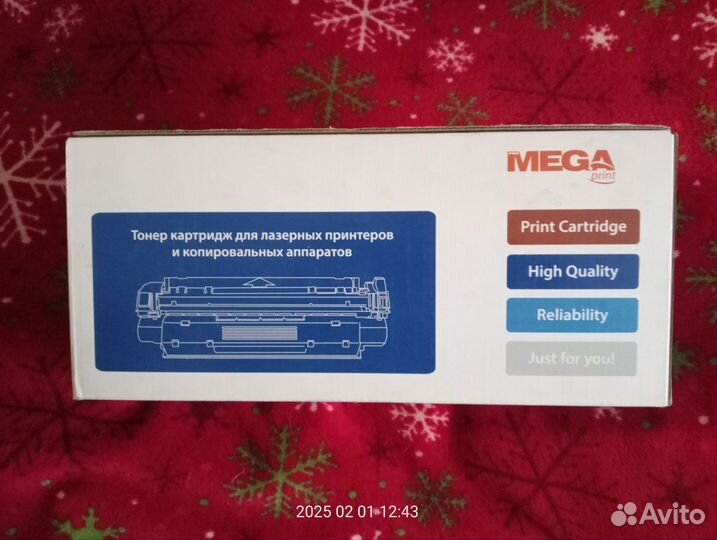 MEGA
print
Тонер картридж для лазерных принтеров
и копировальных аппаратов
Print Cartridge
High Quality
Reliability
Just for you!
2025 02 01 12:43
Avito